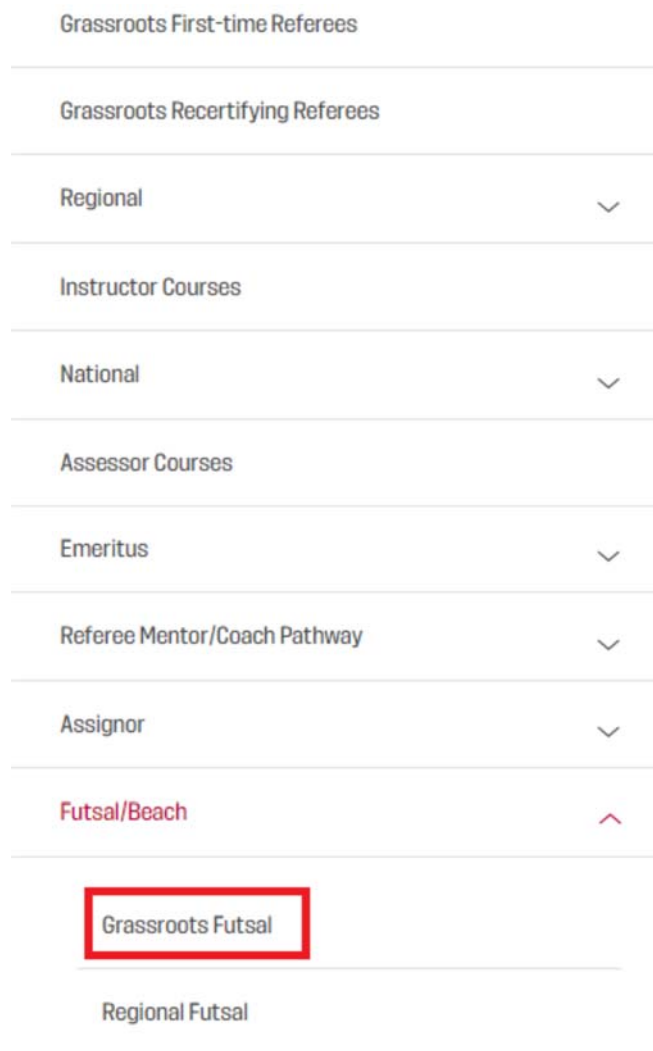 Grassroots First-time Referees
Grassroots Recertifying Referees
Regional
Instructor Courses
National
Assessor Courses
Emeritus
Referee Mentor/Coach Pathway
Assignor
Futsal/Beach
Grassroots Futsal
Regional Futsal